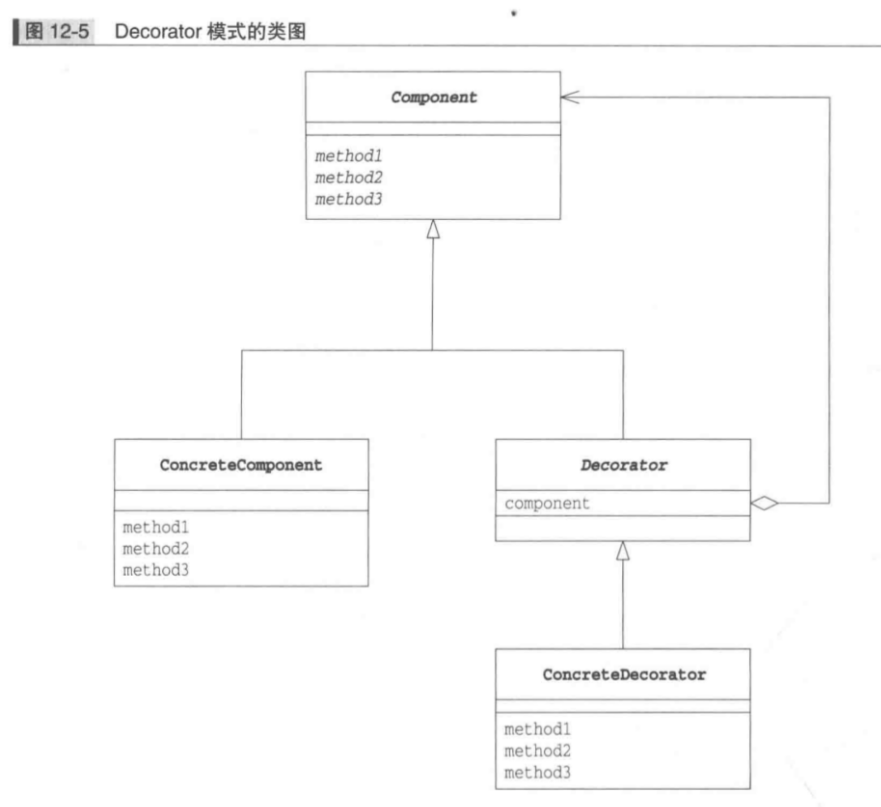 图 12-5 Decorator 模式的类图
Component
method1
method2
method3
ConcreteComponent
method1
method2
method3
Decorator
component
ConcreteDecorator
method1
method2
method3